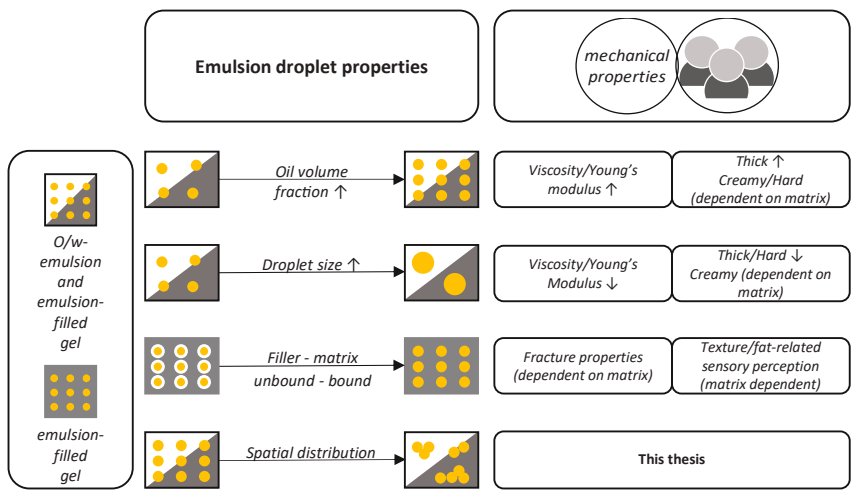 Emulsion droplet properties
mechanical
properties
O/w-
emulsion
and
emulsion-
filled
gel
emulsion-
filled
gel
Oil volume
fraction ↑
Viscosity/Young's
modulus ↑
Thick ↑
Creamy/Hard
(dependent on matrix)
Droplet size ↑
Viscosity/Young's
Modulus ↓
Thick/Hard ↓
Creamy (dependent on
matrix)
Filler - matrix
unbound - bound
Fracture properties
(dependent on matrix)
Texture/fat-related
sensory perception
(matrix dependent)
Spatial distribution
This thesis